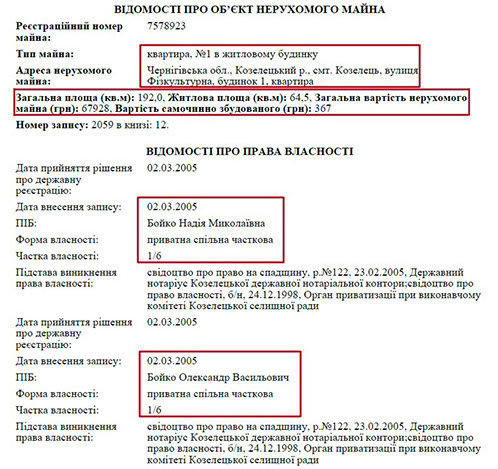 ВІДОМОСТІ ПРО ОБ'ЄКТ НЕРУХОМОГО МАЙНА
Реєстраційний номер майна: 7578923
Тип майна: квартира, №1 в житловому будинку
Адреса нерухомого майна: Чернігівська обл., Козелецький р., смт. Козелець, вулиця
Фізкультурна, будинок 1, квартира
Загальна площа (кв.м): 192,0, Житлова площа (кв.м): 64,5, Загальна вартість нерухомого
майна (грн): 67928, Вартість самочинно збудованого (грн): 367
Номер запису: 2059 в книзі: 12.
ВІДОМОСТІ ПРО ПРАВА ВЛАСНОСТІ
Дата прийняття рішення про державну реєстрацію: 02.03.2005
Дата внесення запису: 02.03.2005
ПІБ: Бойко Надія Миколаївна
Форма власності: приватна спільна часткова
Частка власності: 1/6
Підстава виникнення права власності: свідоцтво про право на спадщину, р.№122, 23.02.2005, Державний
нотаріус Козелецької державної нотаріальної контори;свідоцтво про
право власності, б/н, 24.12.1998, Орган приватизації при виконавчому
комітеті Козелецької селищної ради
Дата прийняття рішення про державну реєстрацію: 02.03.2005
Дата внесення запису: 02.03.2005
ПІБ: Бойко Олександр Васильович
Форма власності: приватна спільна часткова
Частка власності: 1/6
Підстава виникнення права власності: свідоцтво про право на спадщину, р.№122, 23.02.2005, Державний
нотаріус Козелецької державної нотаріальної контори;свідоцтво про
право власності, б/н, 24.12.1998, Орган приватизації при виконавчому
комітеті Козелецької селищної ради